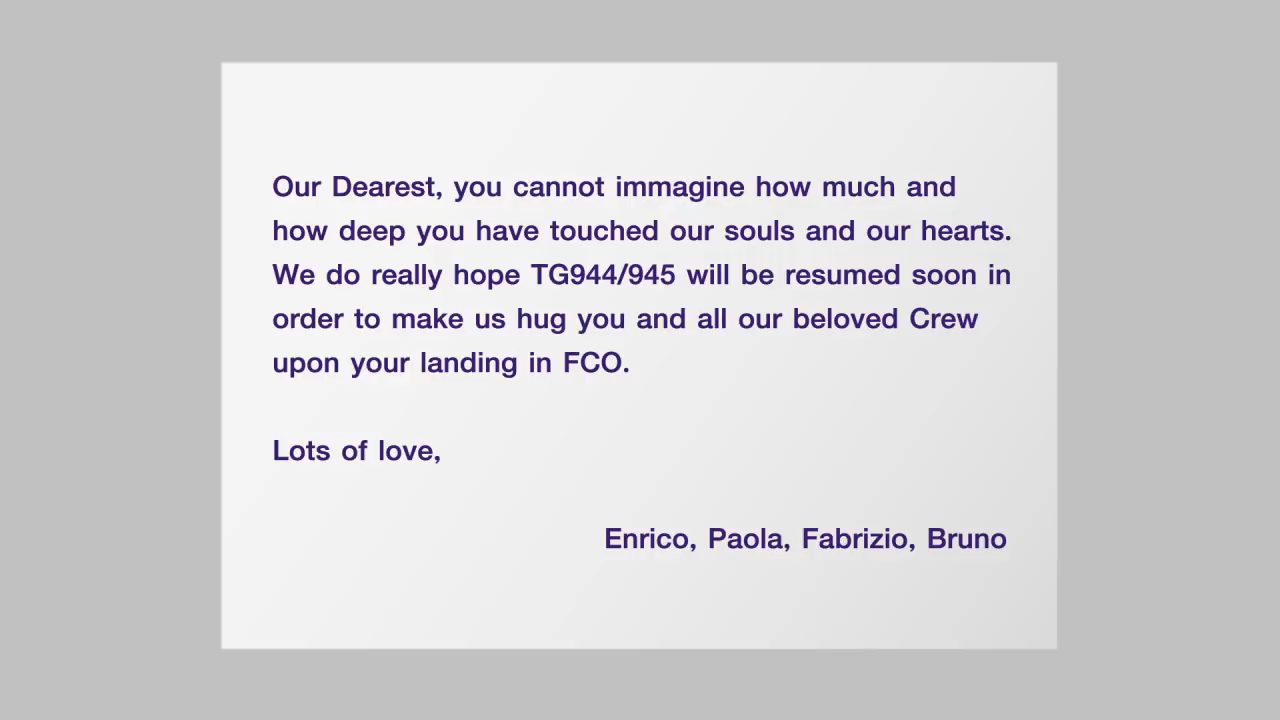 Our Dearest, you cannot immagine how much and
how deep you have touched our souls and our hearts.
We do really hope TG944/945 will be resumed soon in
order to make us hug you and all our beloved Crew
upon your landing in FCO.
Lots of love,
Enrico, Paola, Fabrizio, Bruno